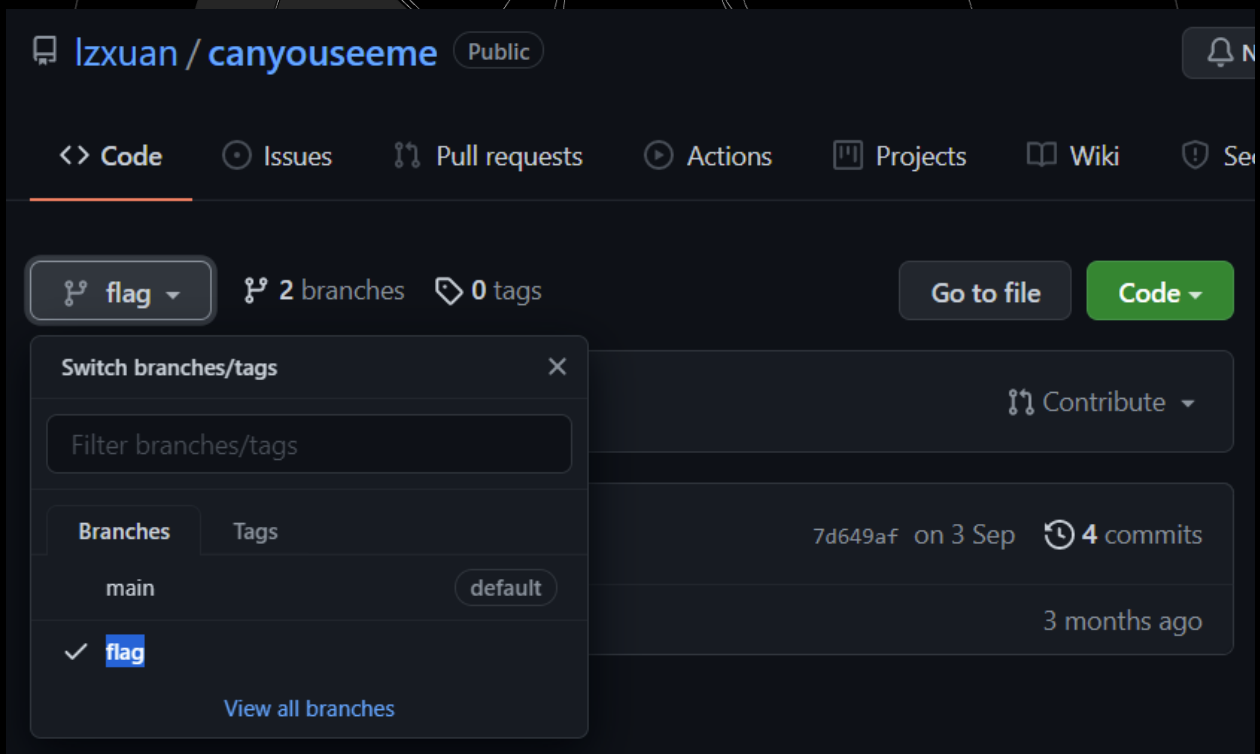 lzxuan / canyouseeme Public
Code Issues Pull requests Actions Projects Wiki
flag 2 branches 0 tags Go to file Code
Switch branches/tags
Contribute
Filter branches/tags
Branches Tags
7d649af on 3 Sep 4 commits
main default
3 months ago
flag
View all branches